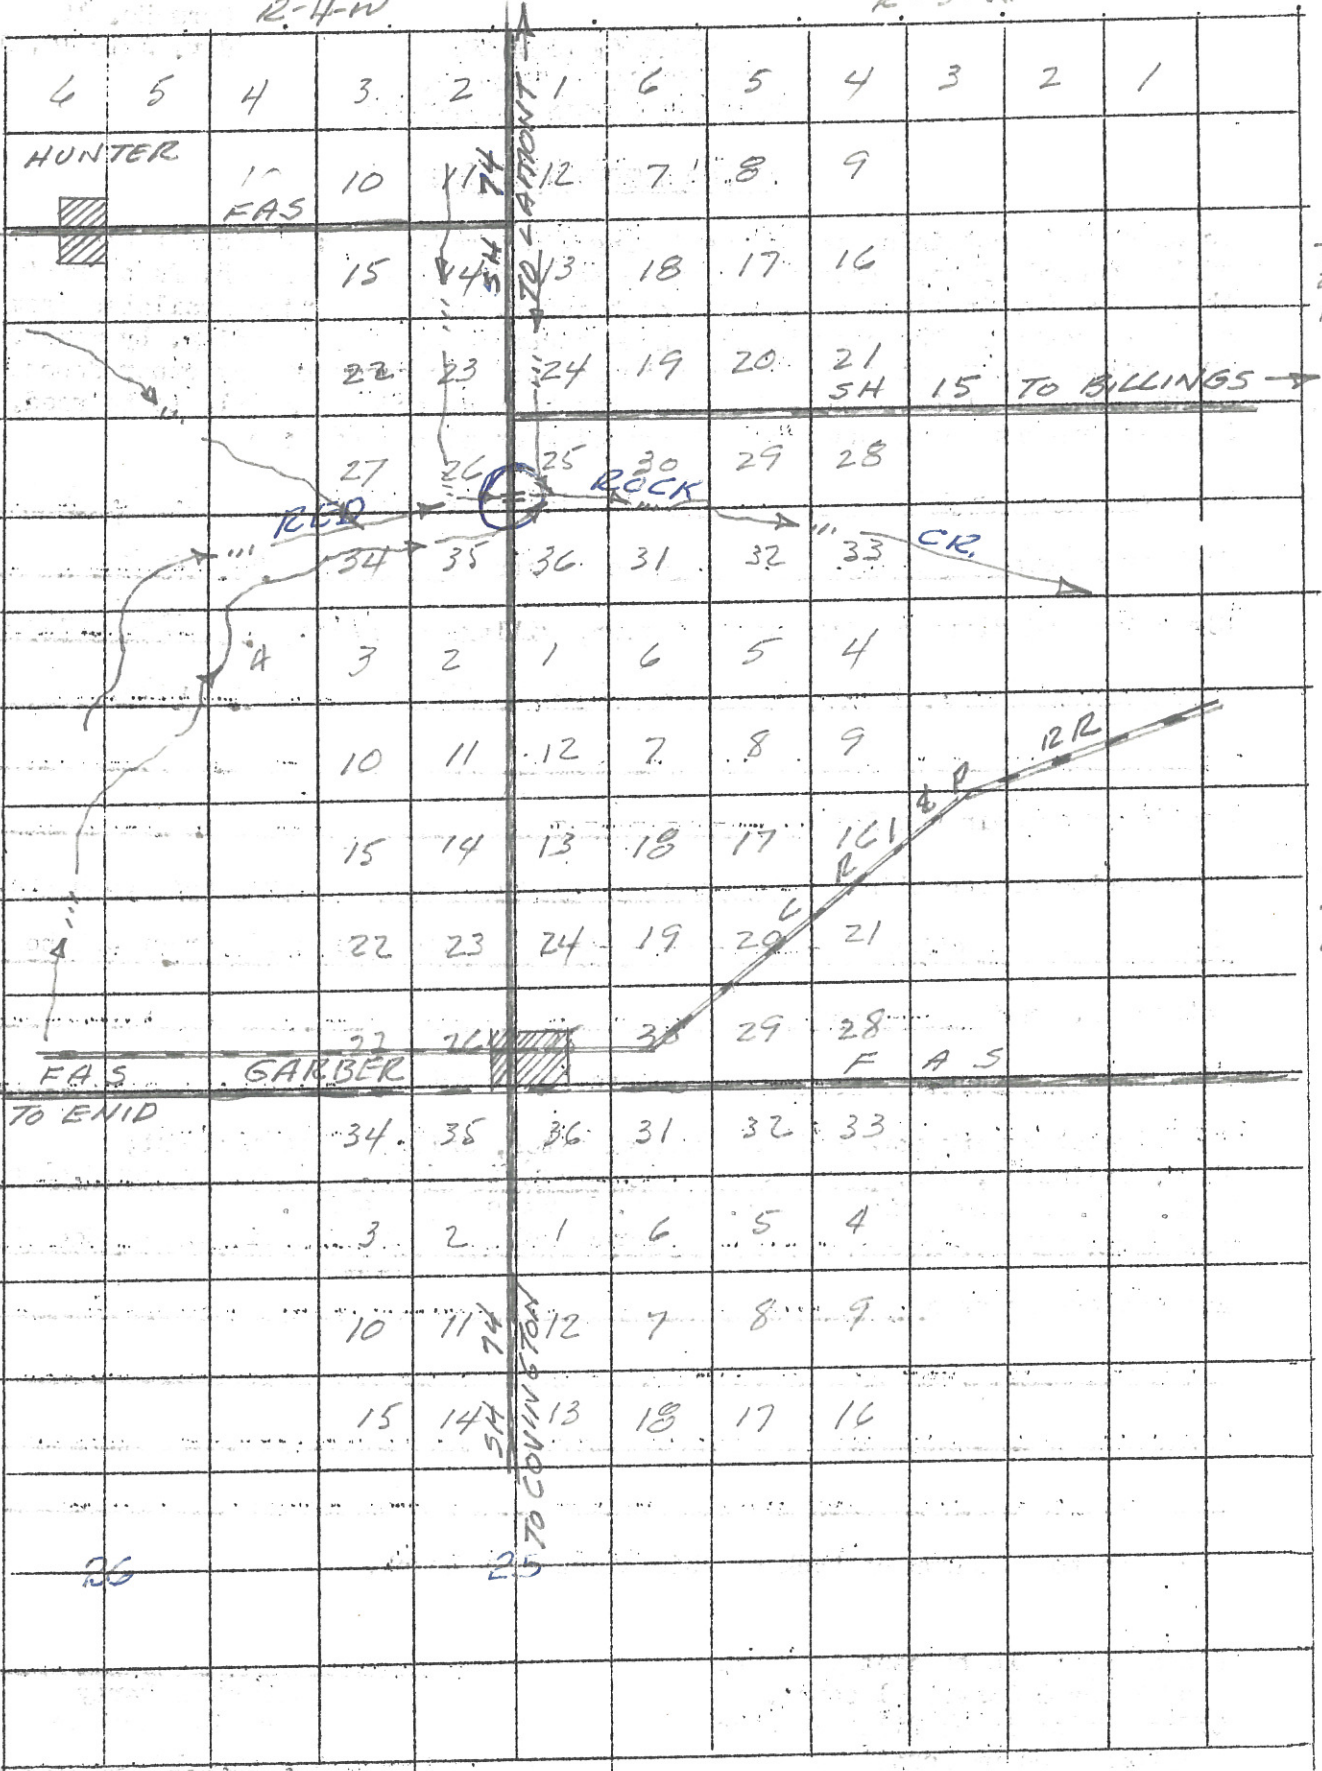 R-4-W
6 5 4 3 2 1 6 5 4 3 2 1
HUNTER
10 11 12 7 8 9
FAS
SH 74
TO LAMONT
15 14 13 18 17 16
22 23 24 19 20 21
SH 15 TO BILLINGS
27 26 25 30 29 28
RED ROCK CR.
34 35 36 31 32 33
4 3 2 1 6 5 4
10 11 12 7 8 9
C R I & P RR
15 14 13 18 17 16
22 23 24 19 20 21
26 30 29 28
FAS GARBER F A S
TO ENID
34 35 36 31 32 33
3 2 1 6 5 4
10 11 12 7 8 9
SH 74
TO COVINGTON
15 14 13 18 17 16
26 25